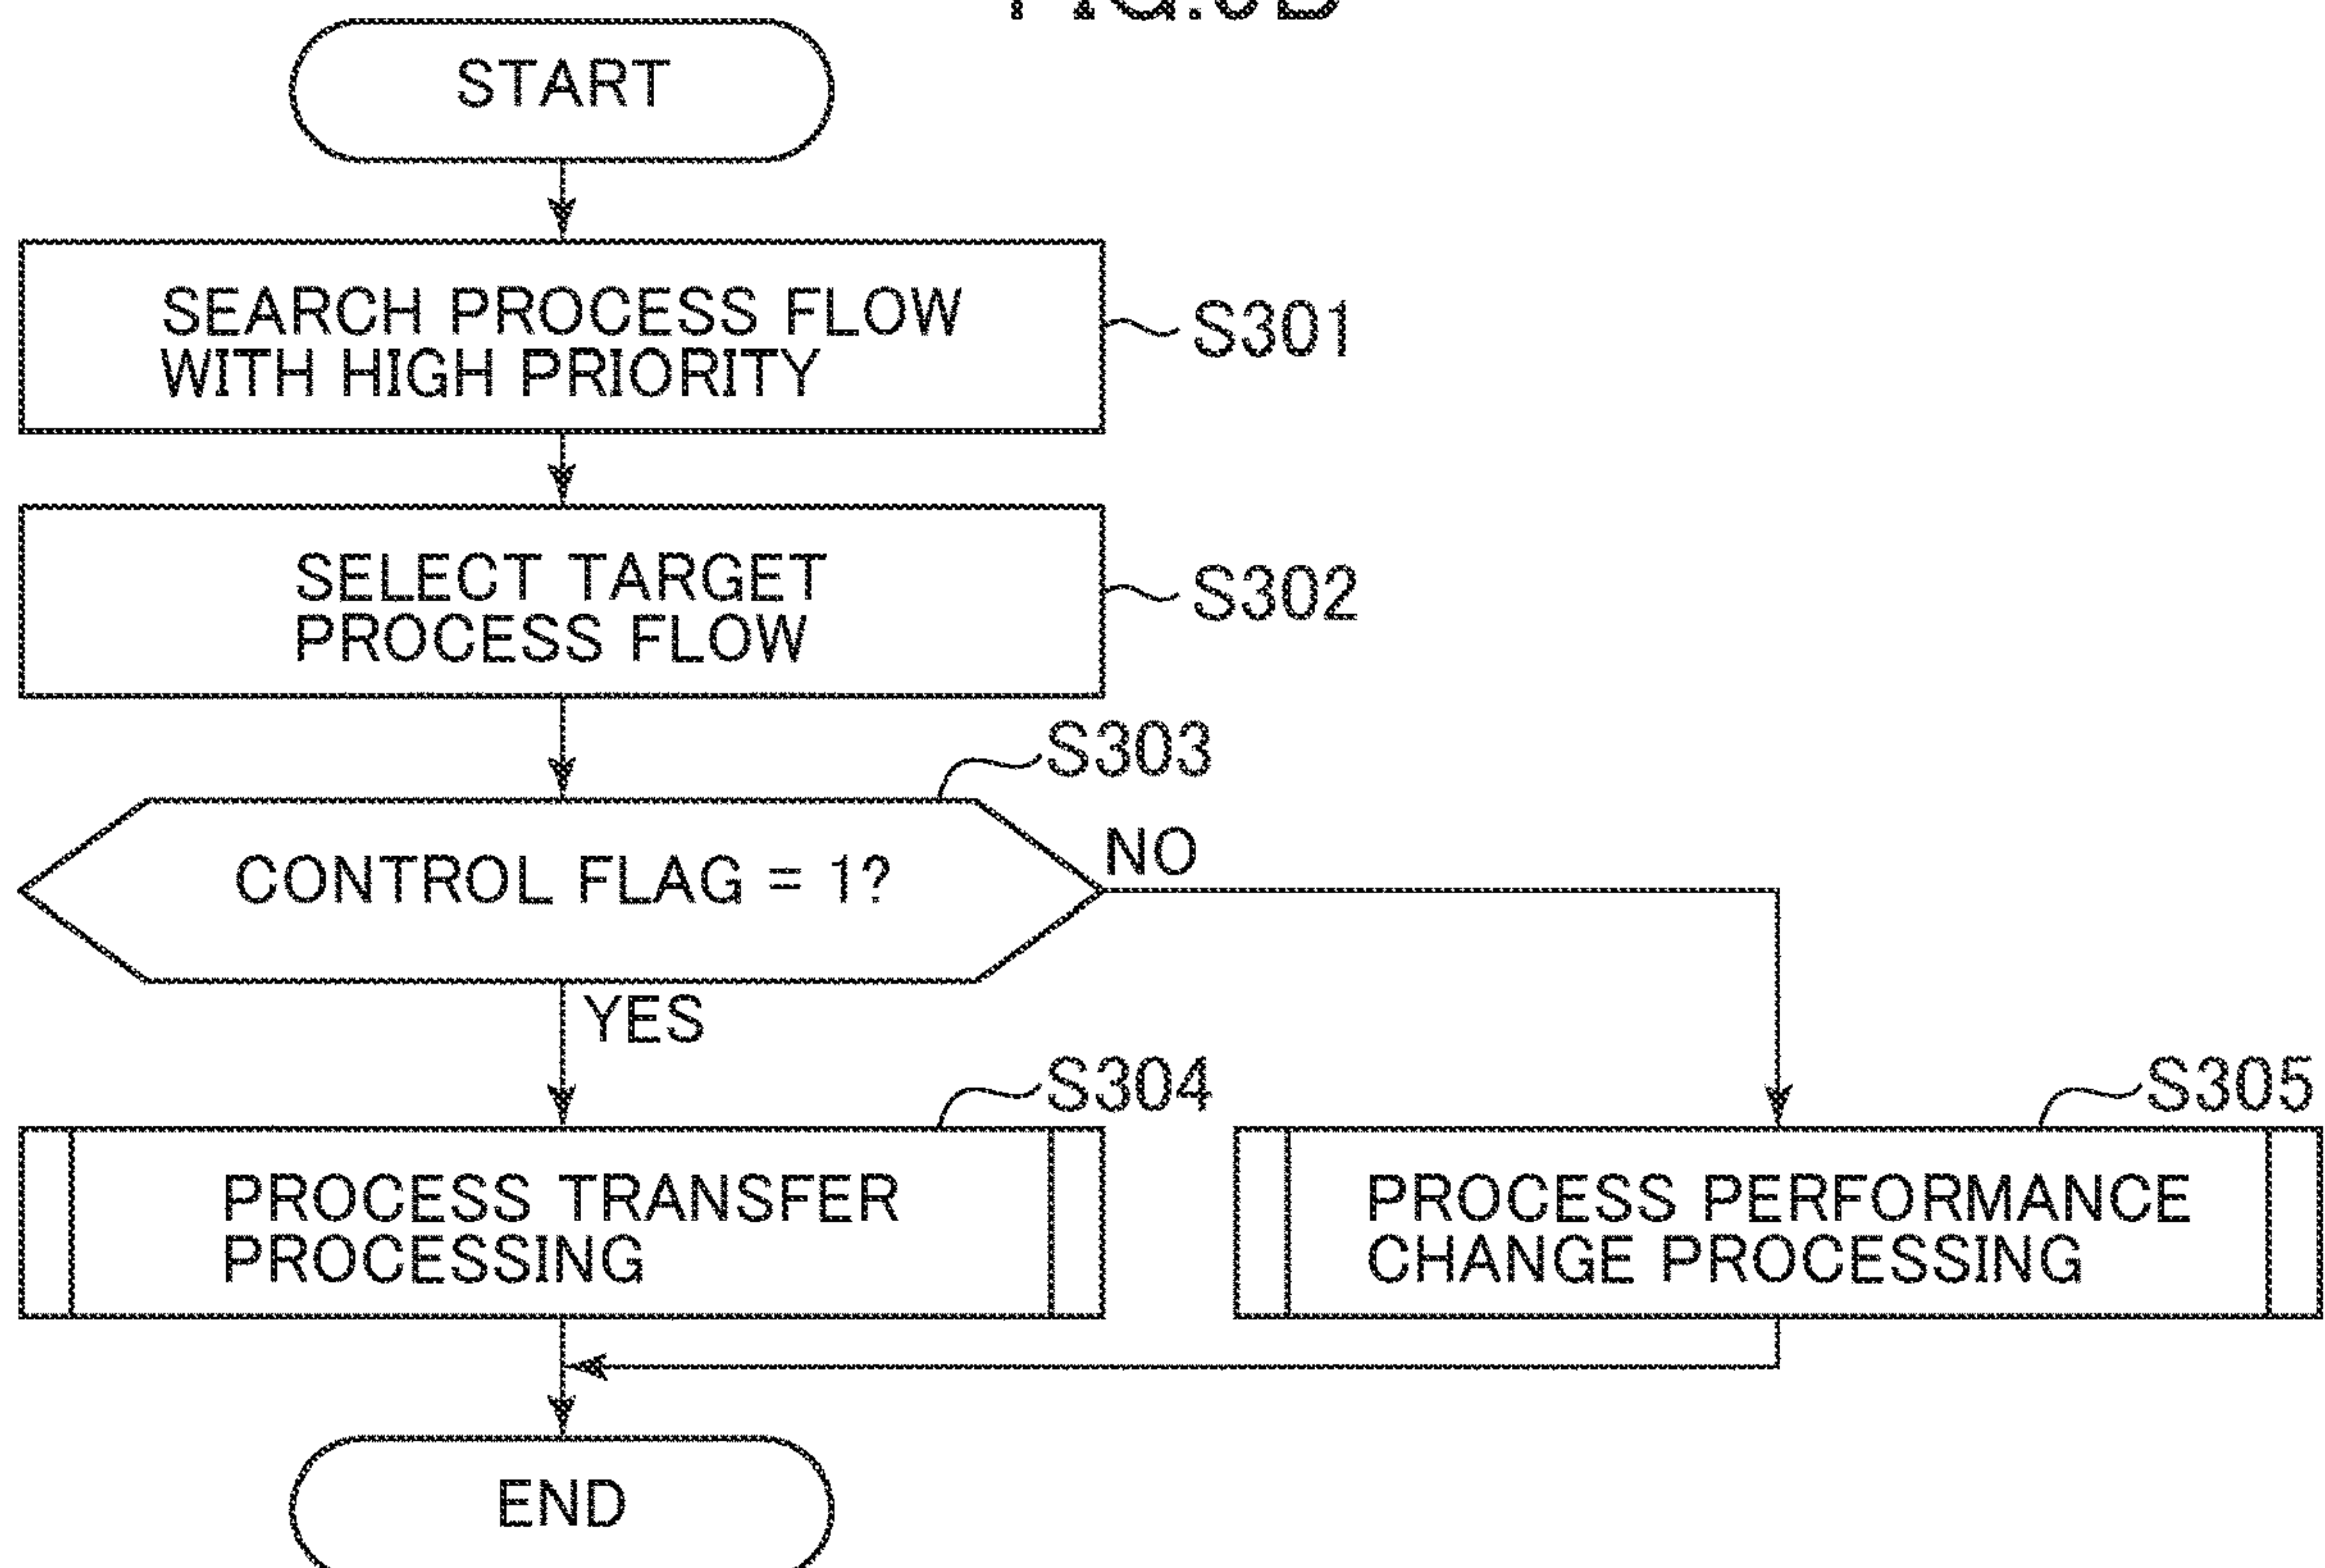 START
SEARCH PROCESS FLOW
WITH HIGH PRIORITY
S301
SELECT TARGET
PROCESS FLOW
S302
S303
CONTROL FLAG = 1?
NO
YES
S304
PROCESS TRANSFER
PROCESSING
S305
PROCESS PERFORMANCE
CHANGE PROCESSING
END